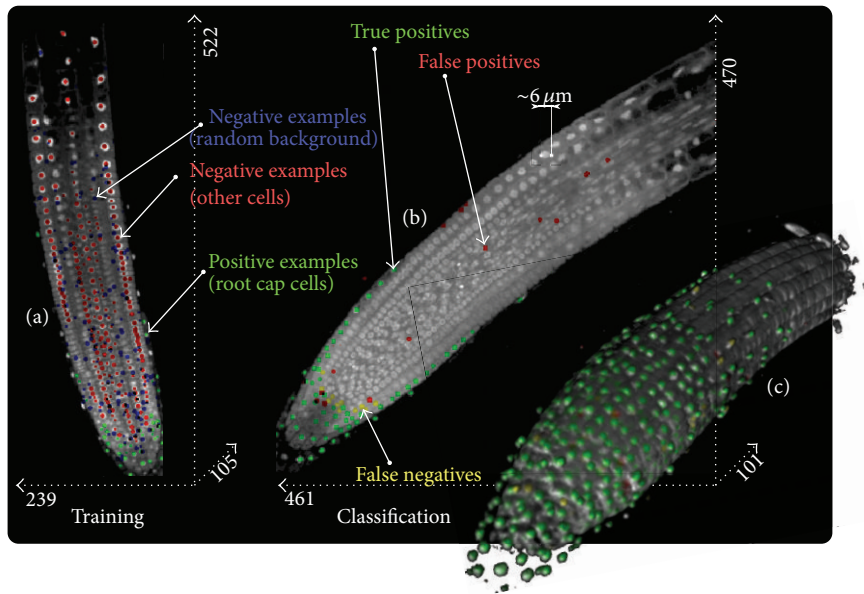 522
Negative examples
(random background)
Negative examples
(other cells)
Positive examples
(root cap cells)
(a)
105
239
Training
True positives
False positives
~6 μm
470
(b)
(c)
False negatives
101
461
Classification